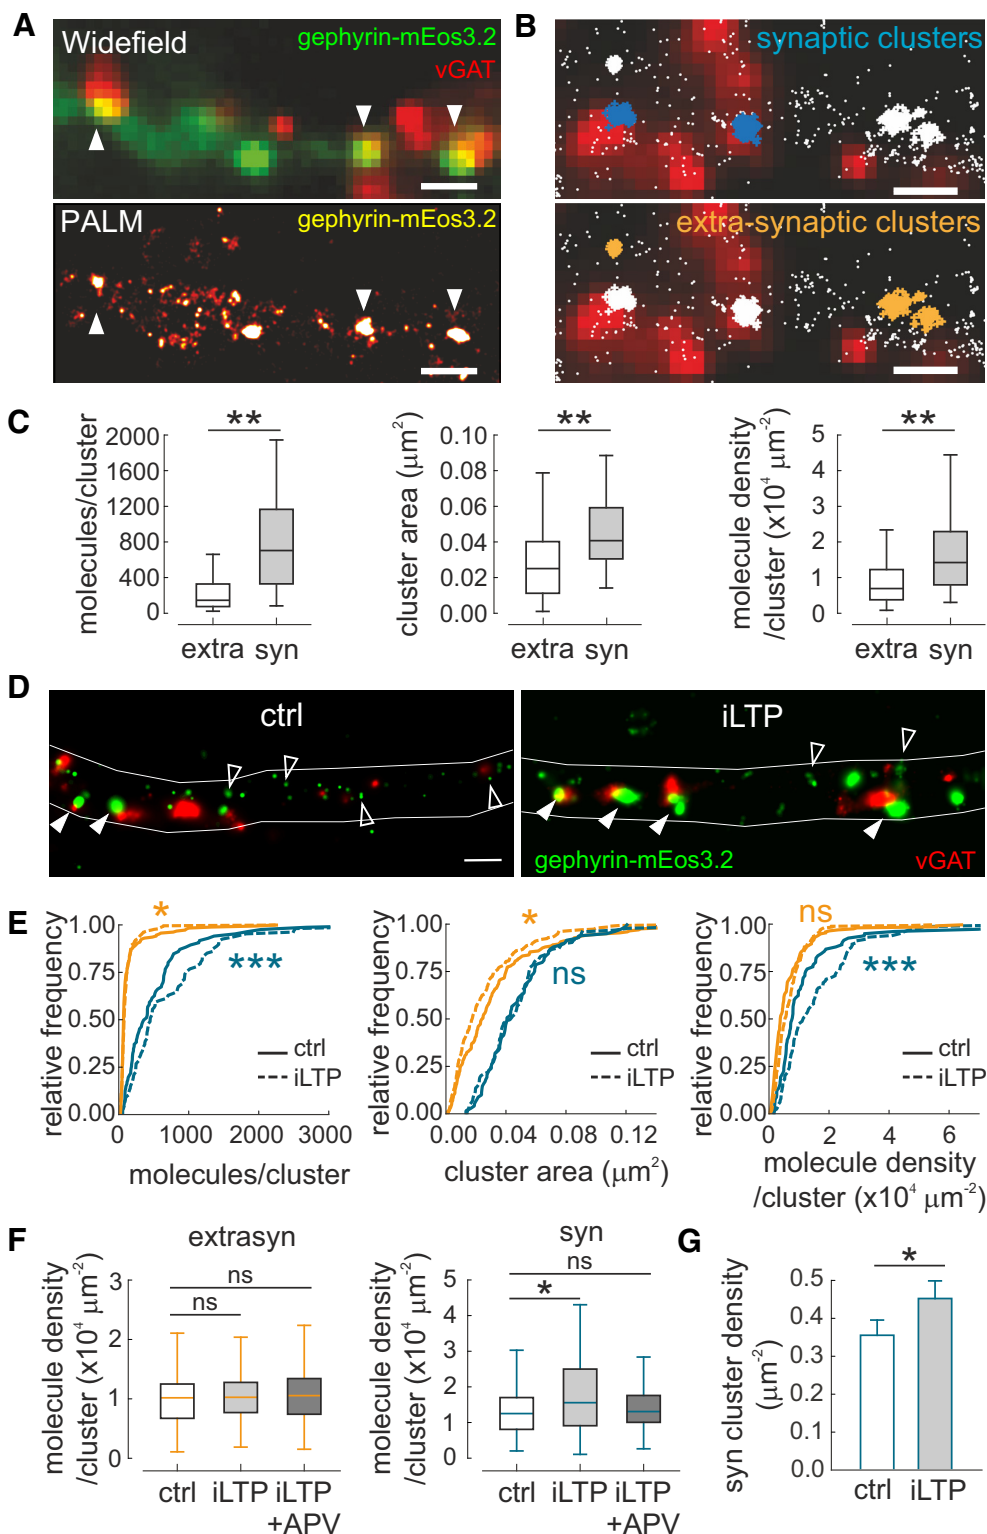 A
Widefield
gephyrin-mEos3.2
vGAT
PALM
gephyrin-mEos3.2
B
synaptic clusters
extra-synaptic clusters
C
molecules/cluster
2000
1600
1200
800
400
0
**
extra syn
cluster area (μm²)
0.10
0.08
0.06
0.04
0.02
0.00
**
extra syn
molecule density
/cluster (x10⁴ μm⁻²)
5
4
3
2
1
0
**
extra syn
D
ctrl
iLTP
gephyrin-mEos3.2
vGAT
E
relative frequency
1.00
0.75
0.50
0.25
0.00
*
***
ctrl
iLTP
0 1000 2000 3000
molecules/cluster
relative frequency
1.00
0.75
0.50
0.25
0.00
*
ns
ctrl
iLTP
0.00 0.04 0.08 0.12
cluster area (μm²)
relative frequency
1.00
0.75
0.50
0.25
0.00
ns
***
ctrl
iLTP
0 2 4 6
molecule density
/cluster (x10⁴ μm⁻²)
F
extrasyn
molecule density
/cluster (x10⁴ μm⁻²)
3
2
1
0
ns
ns
ctrl iLTP iLTP
+APV
syn
molecule density
/cluster (x10⁴ μm⁻²)
5
4
3
2
1
0
ns
*
ctrl iLTP iLTP
+APV
G
syn cluster density
(μm⁻²)
0.5
0.4
0.3
0.2
0.1
0.0
*
ctrl iLTP